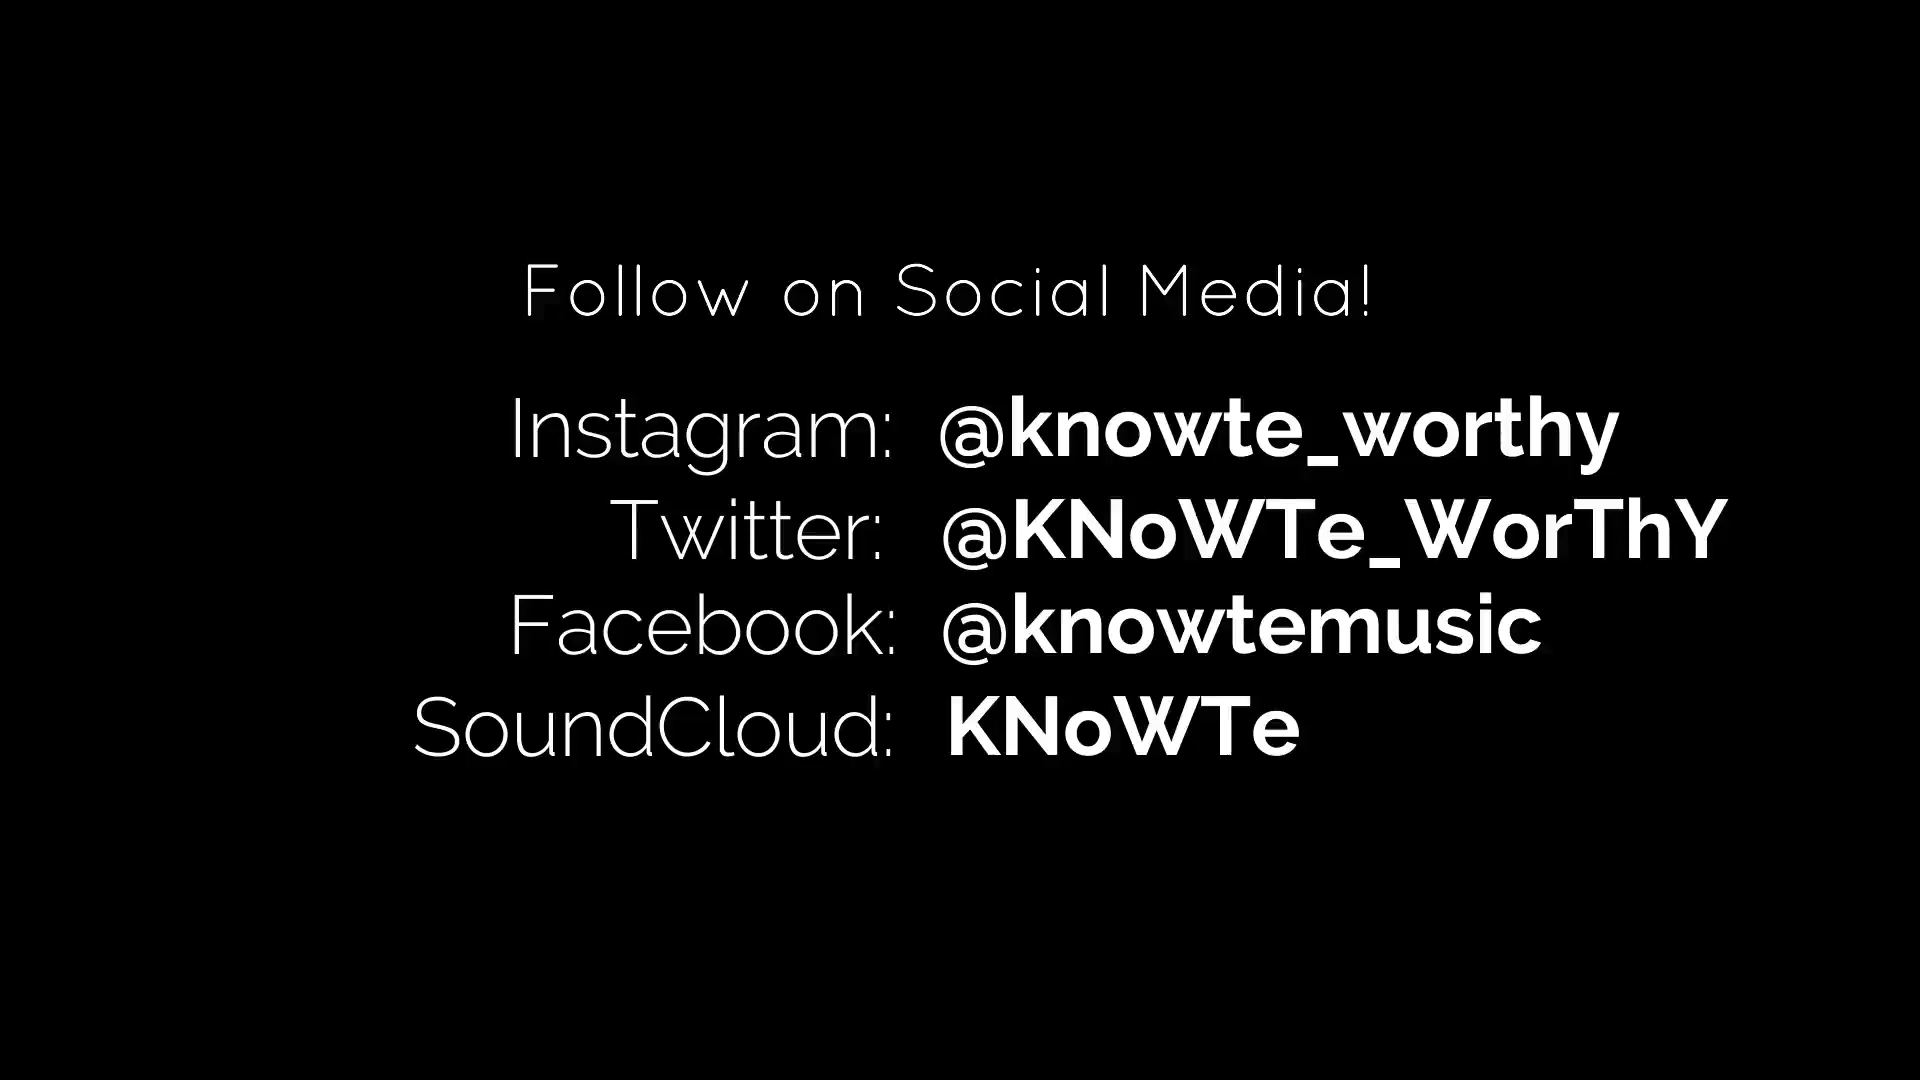 Follow on Social Media!
Instagram: @knowte_worthy
Twitter: @KNoWTe_WorThY
Facebook: @knowtemusic
SoundCloud: KNoWTe